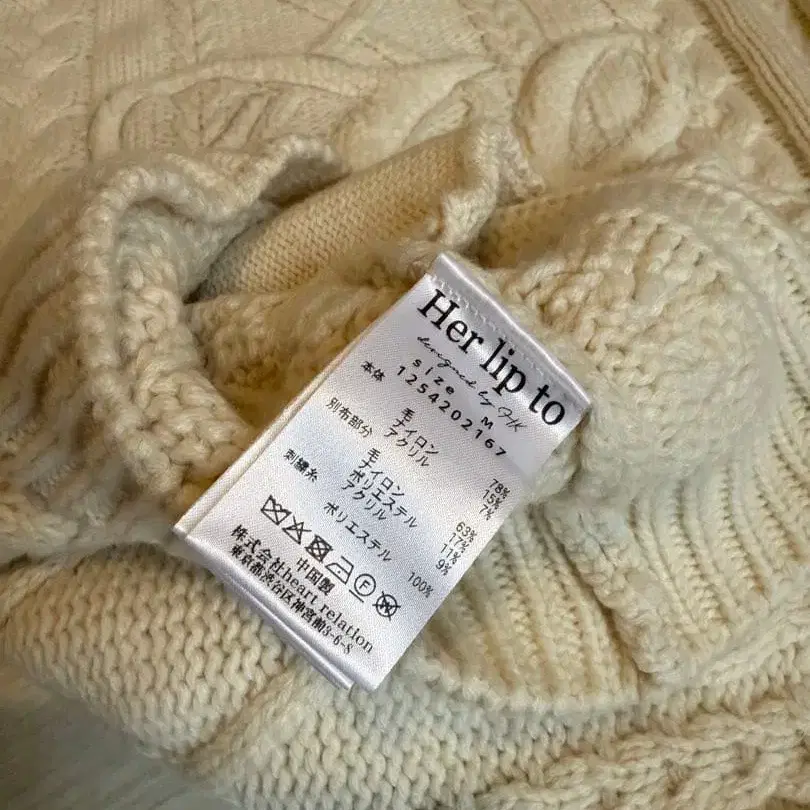 Her lip to
designed by HK
size M
1254202167
本体
毛 78%
ナイロン 15%
アクリル 7%
別布部分
毛 63%
ナイロン 17%
ポリエステル 11%
アクリル 9%
刺繍糸
ポリエステル 100%
中国製
株式会社heart relation
東京都渋谷区神宮前3-6-8